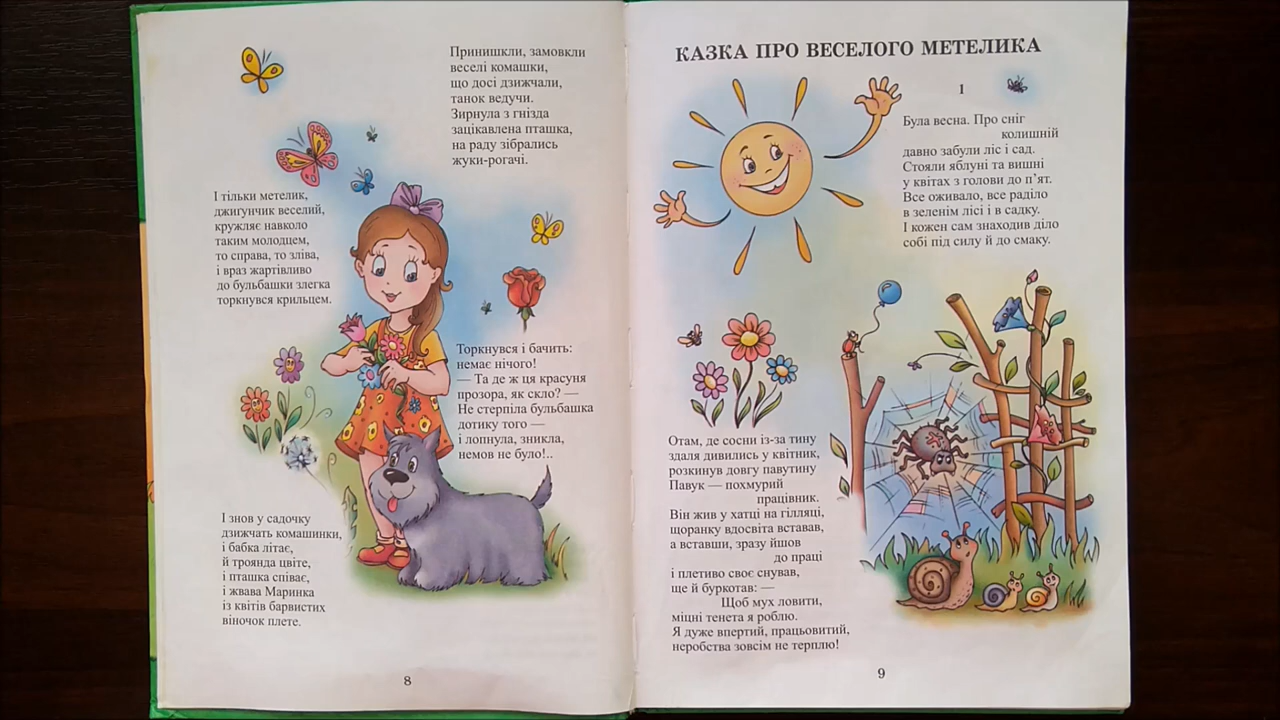 Принишкли, замовкли
веселі комашки,
що досі дзижчали,
танок ведучи.
Зирнула з гнізда
зацікавлена пташка,
на раду зібрались
жуки-рогачі.
І тільки метелик,
джигунчик веселий,
кружляє навколо
таким молодцем,
то справа, то зліва,
і враз жартівливо
до бульбашки злегка
торкнувся крильцем.
Торкнувся і бачить:
немає нічого!
— Та де ж ця красуня
прозора, як скло? —
Не стерпіла бульбашка
дотику того —
і лопнула, зникла,
немов не було!..
І знов у садочку
дзижчать комашинки,
і бабка літає,
й троянда цвіте,
і пташка співає,
і жвава Маринка
із квітів барвистих
віночок плете.
8
КАЗКА ПРО ВЕСЕЛОГО МЕТЕЛИКА
1
Була весна. Про сніг
колишній
давно забули ліс і сад.
Стояли яблуні та вишні
у квітах з голови до п’ят.
Все оживало, все раділо
в зеленім лісі і в садку.
І кожен сам знаходив діло
собі під силу й до смаку.
Отам, де сосни із-за тину
здаля дивились у квітник,
розкинув довгу павутину
Павук — похмурий
працівник.
Він жив у хатці на гілляці,
щоранку вдосвіта вставав,
а вставши, зразу йшов
до праці
і плетиво своє снував,
ще й буркотав: —
Щоб мух ловити,
міцні тенета я роблю.
Я дуже впертий, працьовитий,
неробства зовсім не терплю!
9